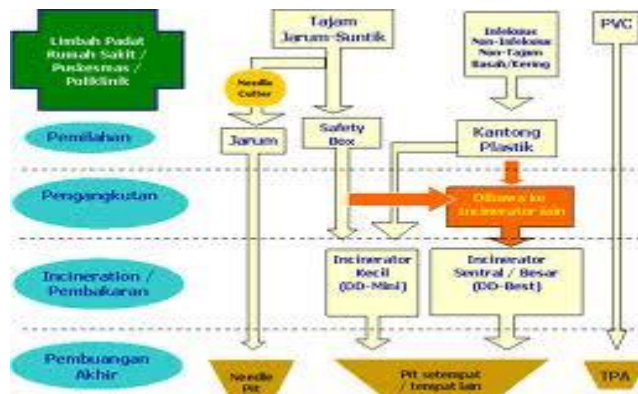 Limbah Padat
Rumah Sakit /
Puskesmas /
Poliklinik
Tajam
Jarum-Suntik
Infeksius
Non-Infeksius
Non-Tajam
Basah/Kering
PVC
Needle
Cutter
Pemilahan
Jarum
Safety
Box
Kantong
Plastik
Pengangkutan
Dibawa ke
Incinerator lain
Incineration /
Pembakaran
Incinerator
Kecil
(DD-Mini)
Incinerator
Sentral / Besar
(DD-Best)
Pembuangan
Akhir
Needle
Pit
Pit setempat
/ tempat lain
TPA